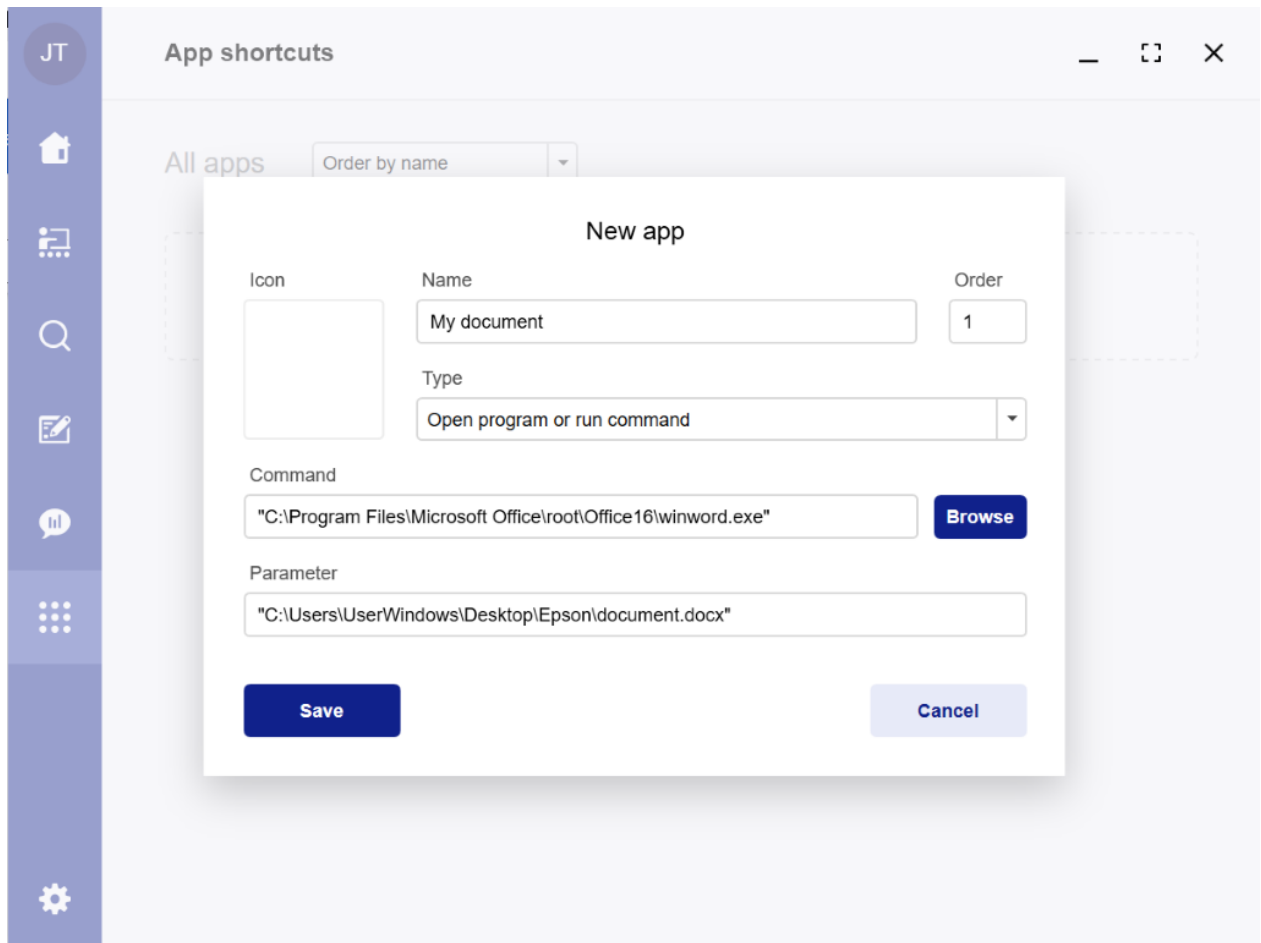 JT
App shortcuts
All apps
Order by name
New app
Icon
Name
Order
My document
1
Type
Open program or run command
Command
"C:\Program Files\Microsoft Office\root\Office16\winword.exe"
Browse
Parameter
"C:\Users\UserWindows\Desktop\Epson\document.docx"
Save
Cancel